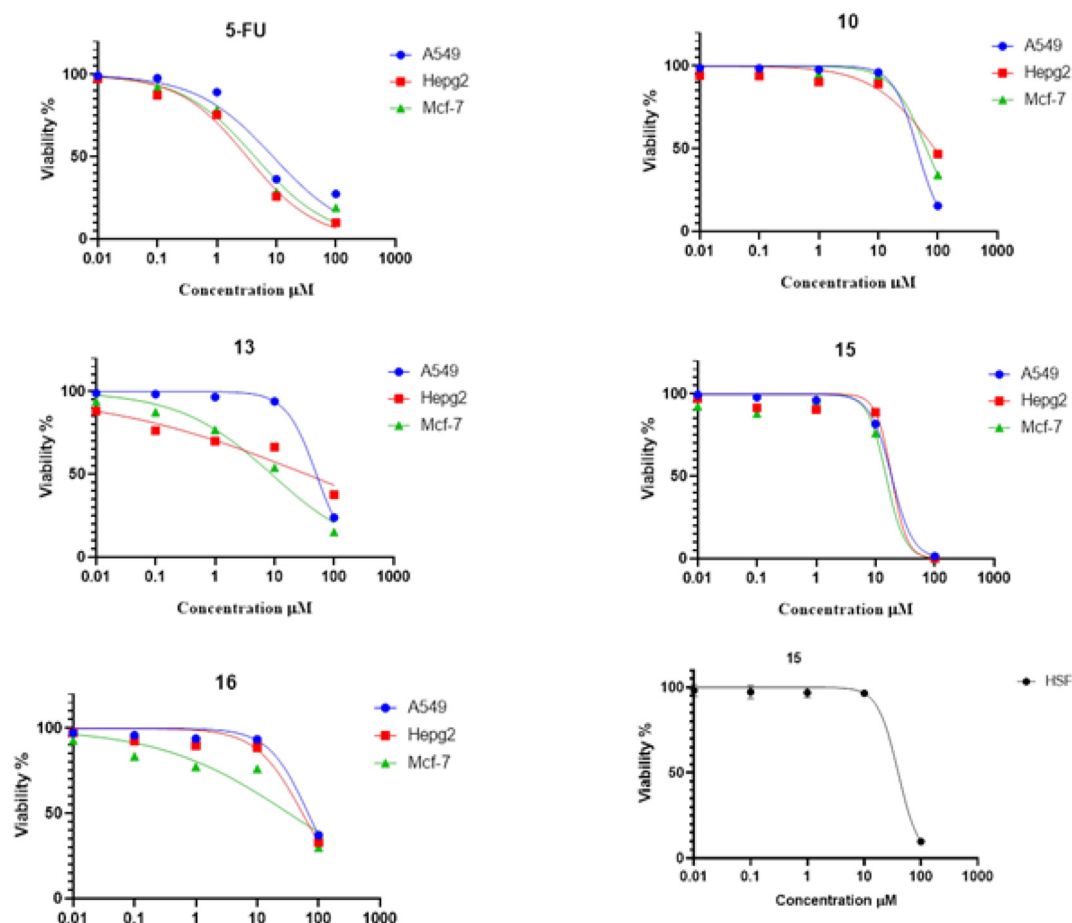 5-FU
A549
Hepg2
Mcf-7
Viability %
100
50
0
0.01 0.1 1 10 100 1000
Concentration µM
10
A549
Hepg2
Mcf-7
Viability %
100
50
0
0.01 0.1 1 10 100 1000
Concentration µM
13
A549
Hepg2
Mcf-7
Viability %
100
50
0
0.01 0.1 1 10 100 1000
Concentration µM
15
A549
Hepg2
Mcf-7
Viability %
100
50
0
0.01 0.1 1 10 100 1000
Concentration µM
16
A549
Hepg2
Mcf-7
Viability %
100
50
0
0.01 0.1 1 10 100 1000
15
HSF
Viability %
100
50
0
0.01 0.1 1 10 100 1000
Concentration µM